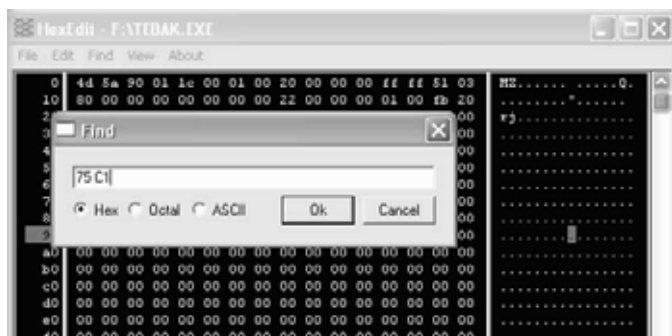 HexEdit - F:\TEBAK.EXE
File Edit Find View About
0 4d 5a 90 01 1c 00 01 00 20 00 00 00 ff ff 51 03 MZ...... .....Q.
10 80 00 00 00 00 00 00 00 22 00 00 00 01 00 fb 20 ........"......
Find
75 C1
Hex Octal ASCII Ok Cancel
a0 00 00 00 00 00 00 00 00 00 00 00 00 00 00 00 00 ................
b0 00 00 00 00 00 00 00 00 00 00 00 00 00 00 00 00 ................
c0 00 00 00 00 00 00 00 00 00 00 00 00 00 00 00 00 ................
d0 00 00 00 00 00 00 00 00 00 00 00 00 00 00 00 00 ................
e0 00 00 00 00 00 00 00 00 00 00 00 00 00 00 00 00 ................